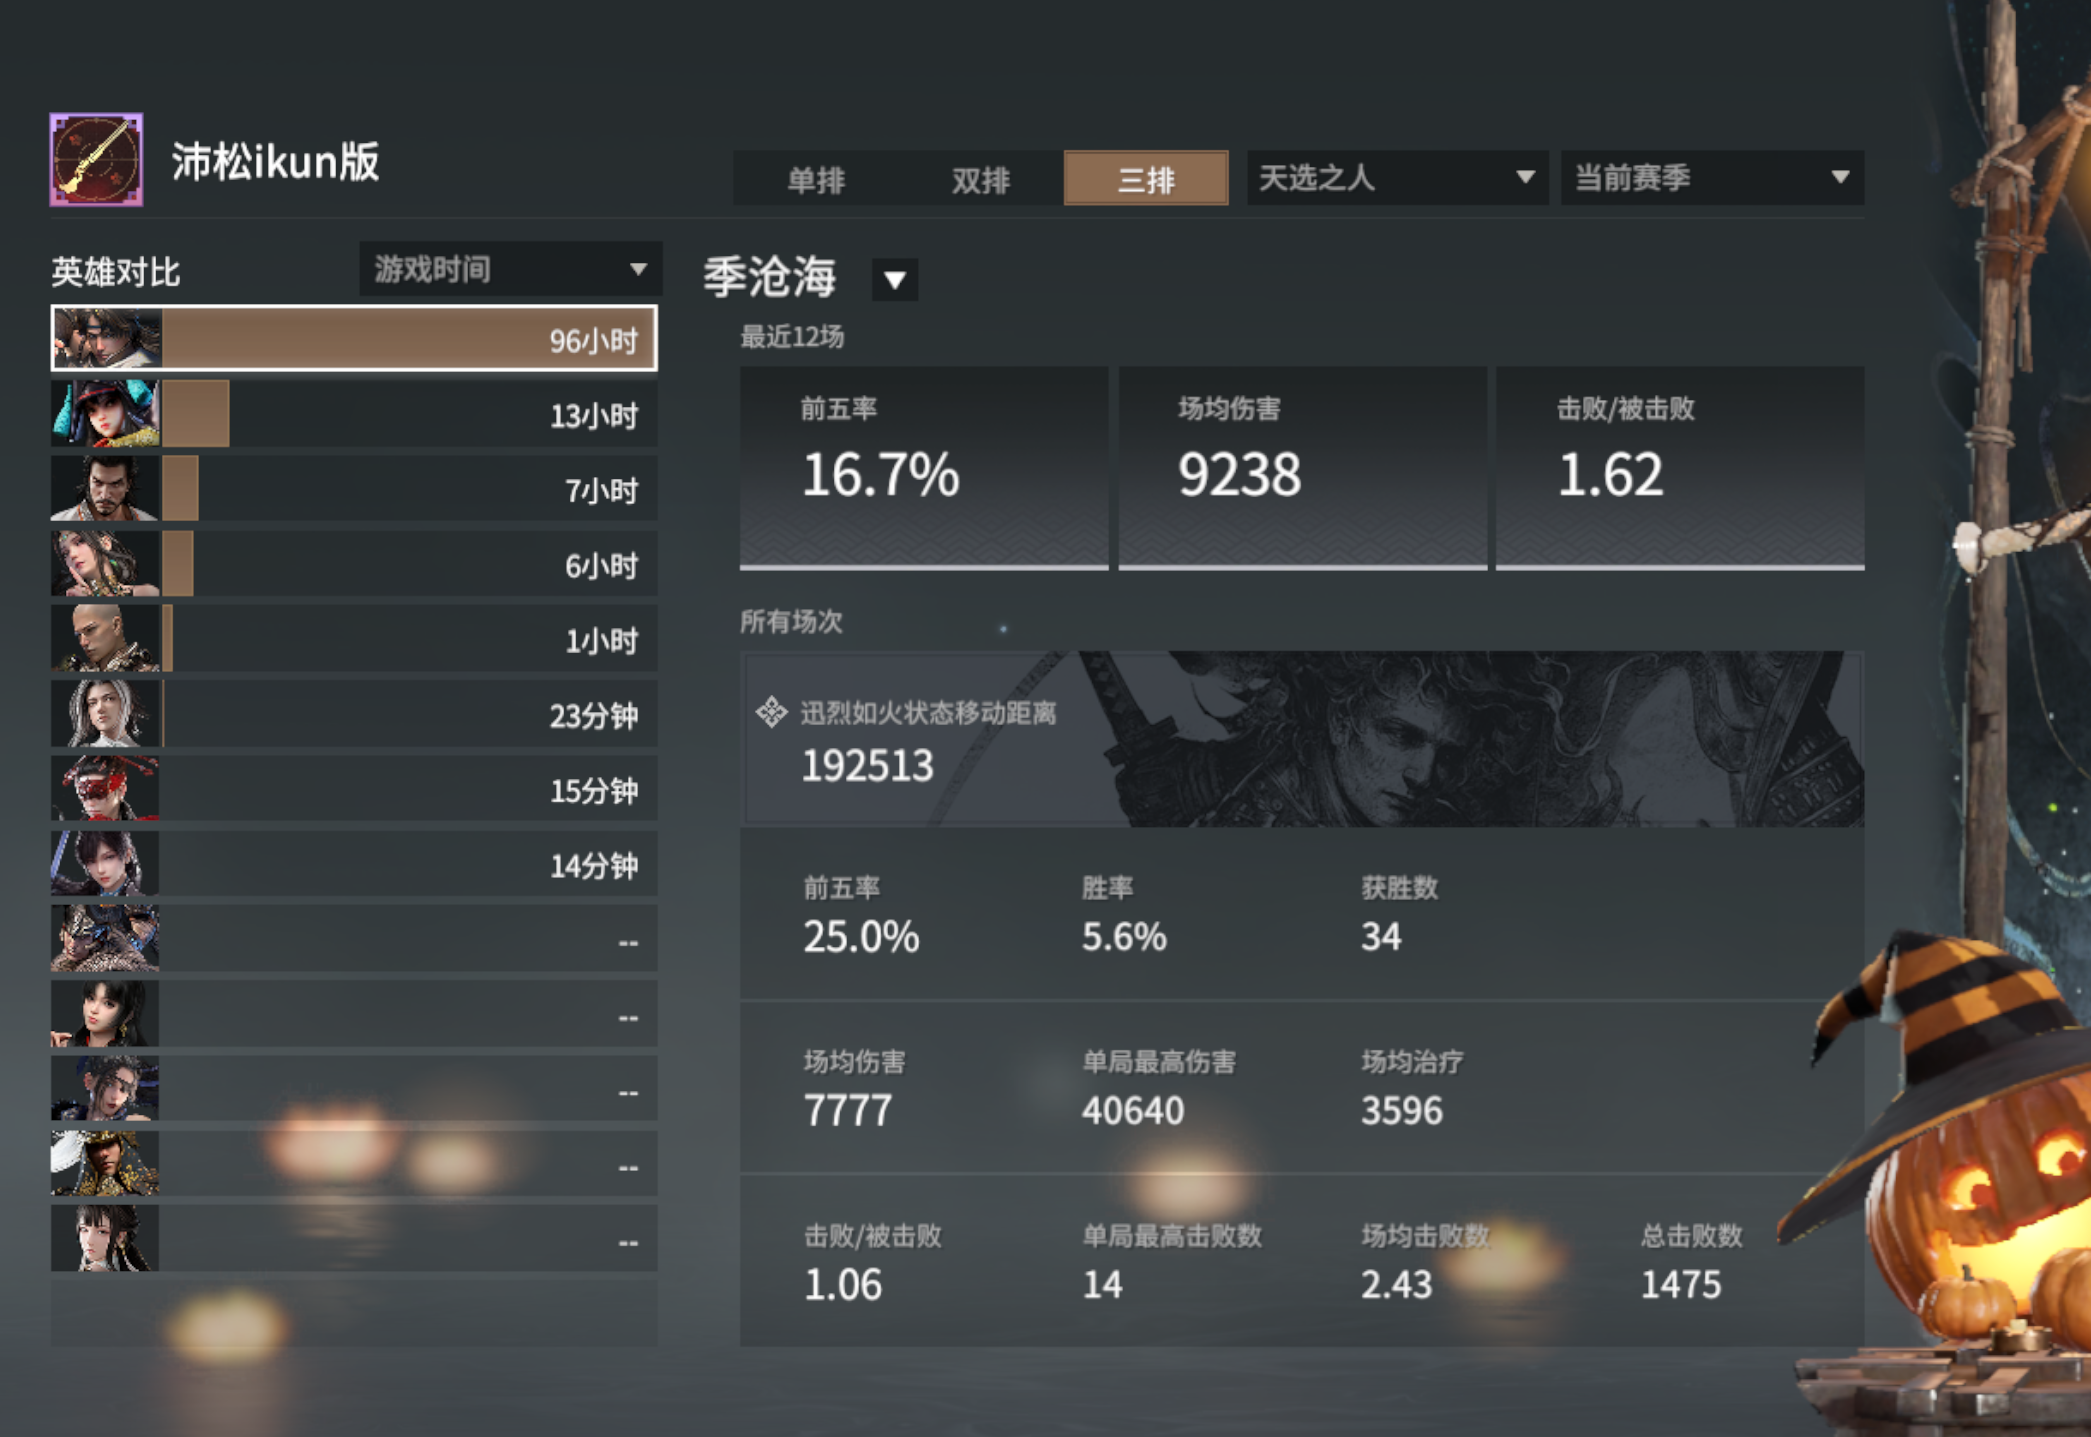 沛松ikun版
单排 双排 三排 天选之人 当前赛季
英雄对比 游戏时间
96小时
13小时
7小时
6小时
1小时
23分钟
15分钟
14分钟
--
--
--
--
--
季沧海
最近12场
前五率 场均伤害 击败/被击败
16.7% 9238 1.62
所有场次
迅烈如火状态移动距离
192513
前五率 胜率 获胜数
25.0% 5.6% 34
场均伤害 单局最高伤害 场均治疗
7777 40640 3596
击败/被击败 单局最高击败数 场均击败数 总击败数
1.06 14 2.43 1475